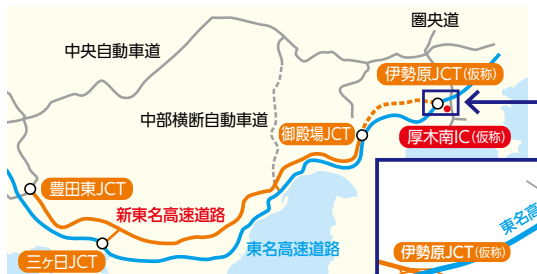 圏央道
中央自動車道
伊勢原JCT(仮称)
中部横断自動車道
御殿場JCT
厚木南IC(仮称)
豊田東JCT
新東名高速道路
東名高速道路
三ヶ日JCT
東名高
伊勢原JCT(仮称)